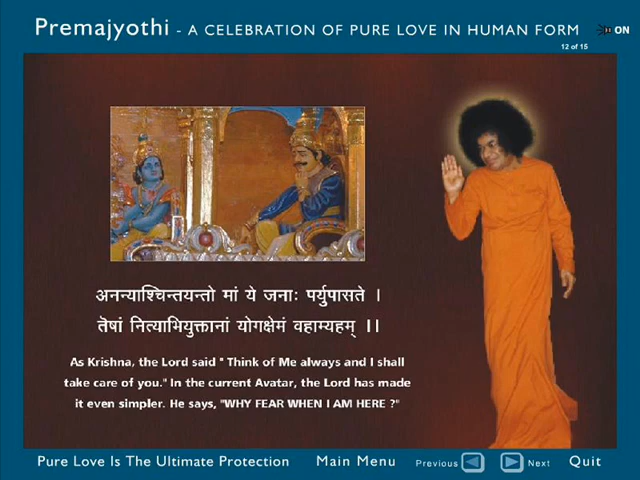 Premajyothi - A CELEBRATION OF PURE LOVE IN HUMAN FORM
ON
12 of 15
अनन्याश्चिन्तयन्तो मां ये जनाः पर्युपासते ।
तेषां नित्याभियुक्तानां योगक्षेमं वहाम्यहम् ।।
As Krishna, the Lord said " Think of Me always and I shall
take care of you." In the current Avatar, the Lord has made
it even simpler. He says, "WHY FEAR WHEN I AM HERE ?"
Pure Love Is The Ultimate Protection Main Menu Previous Next Quit